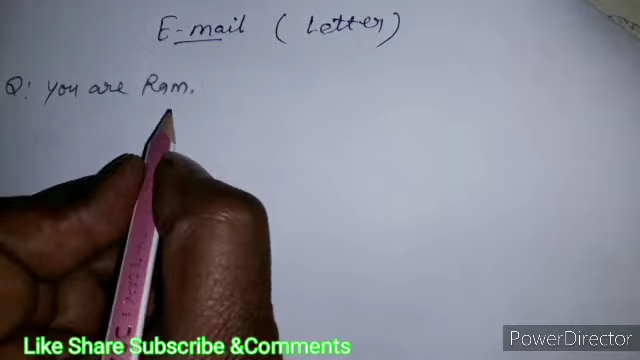 E-mail (Letter)
Q: you are Ram.
Like Share Subscribe &Comments
PowerDirector